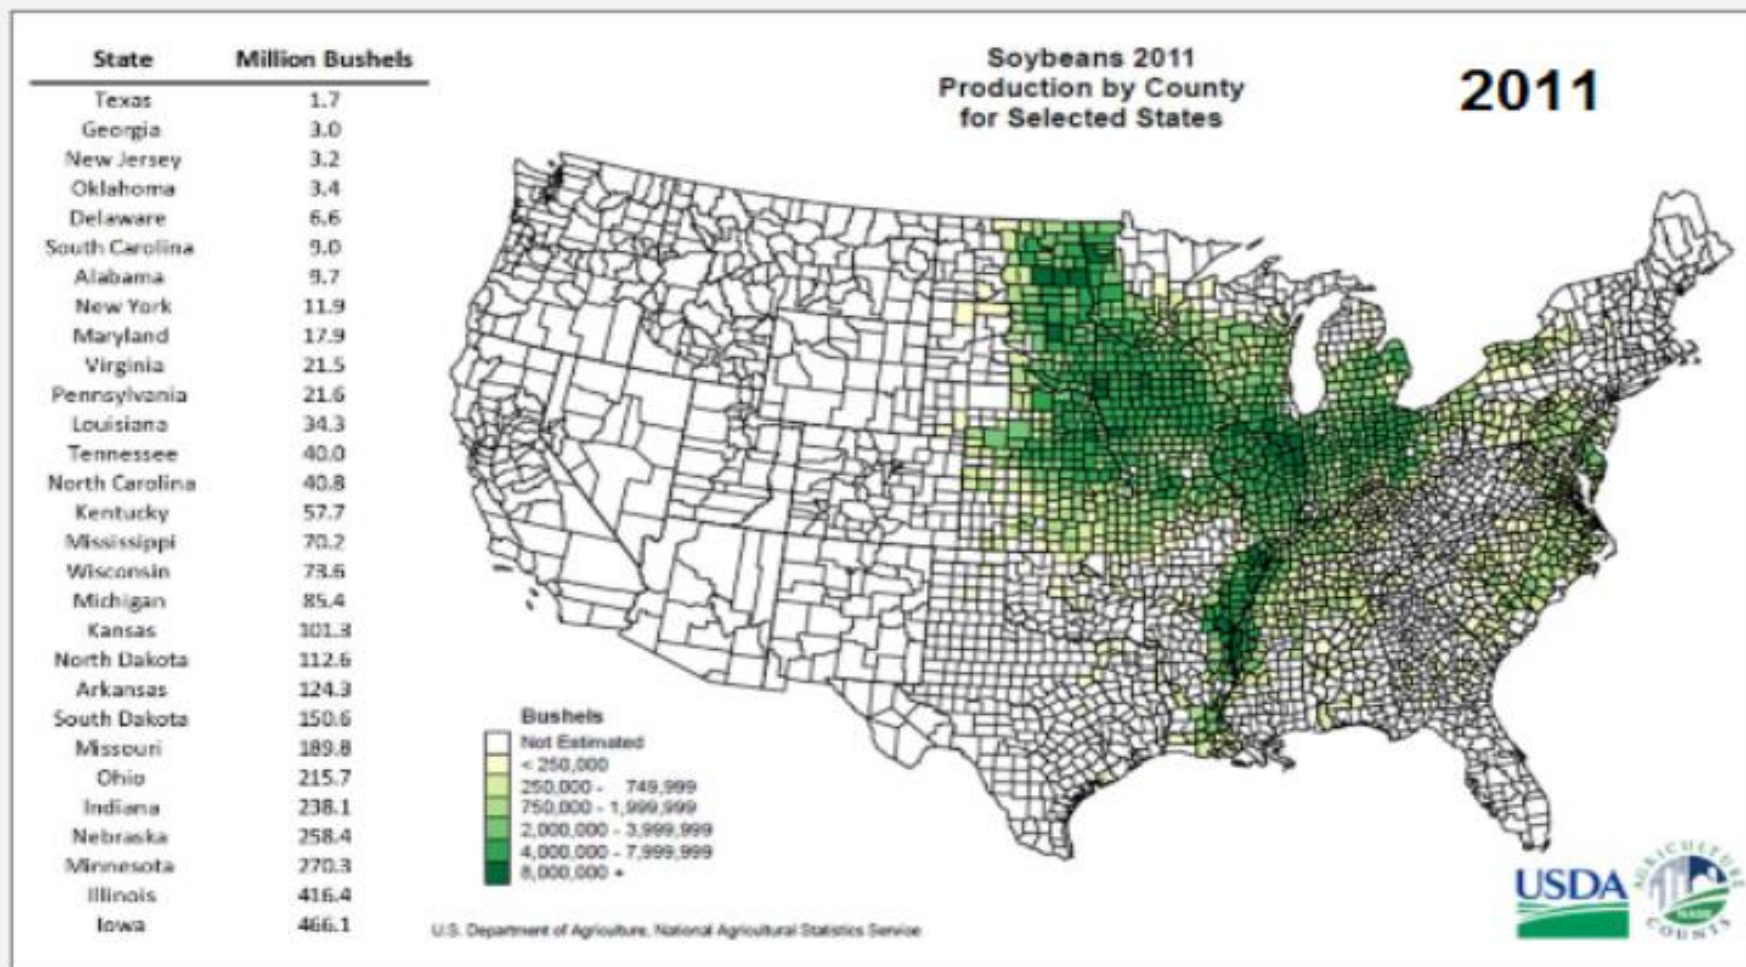 State Million Bushels
Texas 1.7
Georgia 3.0
New Jersey 3.2
Oklahoma 3.4
Delaware 6.6
South Carolina 9.0
Alabama 9.7
New York 11.9
Maryland 17.9
Virginia 21.5
Pennsylvania 21.6
Louisiana 34.3
Tennessee 40.0
North Carolina 40.8
Kentucky 57.7
Mississippi 70.2
Wisconsin 73.6
Michigan 85.4
Kansas 101.3
North Dakota 112.6
Arkansas 124.3
South Dakota 150.6
Missouri 189.8
Ohio 215.7
Indiana 238.1
Nebraska 258.4
Minnesota 270.3
Illinois 416.4
Iowa 466.1
Soybeans 2011
Production by County
for Selected States
2011
Bushels
Not Estimated
< 250,000
250,000 - 749,999
750,000 - 1,999,999
2,000,000 - 3,999,999
4,000,000 - 7,999,999
8,000,000 +
U.S. Department of Agriculture, National Agricultural Statistics Service
USDA
AGRICULTURE
NASS
COUNTS